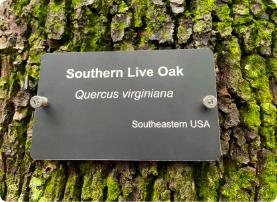 Southern Live Oak
Quercus virginiana
Southeastern USA